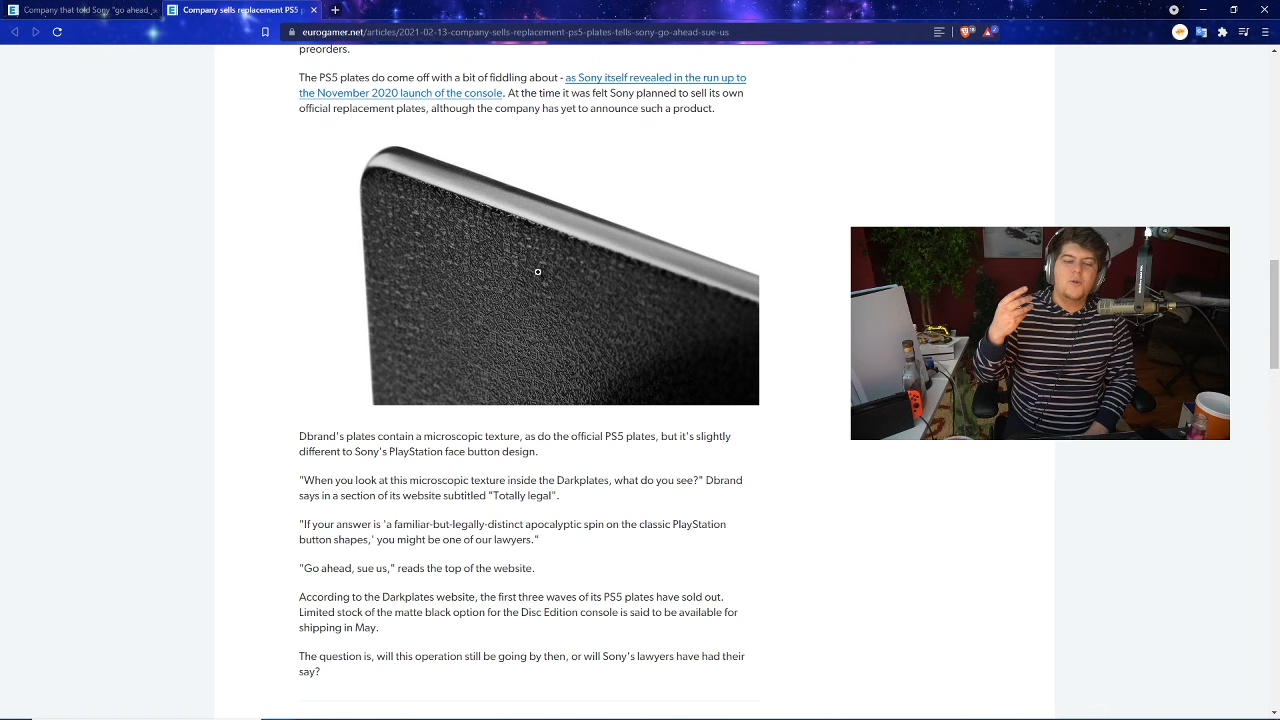 Company that told Sony "go ahead, s
Company sells replacement PS5 p
eurogamer.net/articles/2021-02-13-company-sells-replacement-ps5-plates-tells-sony-go-ahead-sue-us
preorders.
The PS5 plates do come off with a bit of fiddling about - as Sony itself revealed in the run up to
the November 2020 launch of the console. At the time it was felt Sony planned to sell its own
official replacement plates, although the company has yet to announce such a product.
Dbrand's plates contain a microscopic texture, as do the official PS5 plates, but it's slightly
different to Sony's PlayStation face button design.
"When you look at this microscopic texture inside the Darkplates, what do you see?" Dbrand
says in a section of its website subtitled "Totally legal".
"If your answer is 'a familiar-but-legally-distinct apocalyptic spin on the classic PlayStation
button shapes,' you might be one of our lawyers."
"Go ahead, sue us," reads the top of the website.
According to the Darkplates website, the first three waves of its PS5 plates have sold out.
Limited stock of the matte black option for the Disc Edition console is said to be available for
shipping in May.
The question is, will this operation still be going by then, or will Sony's lawyers have had their
say?